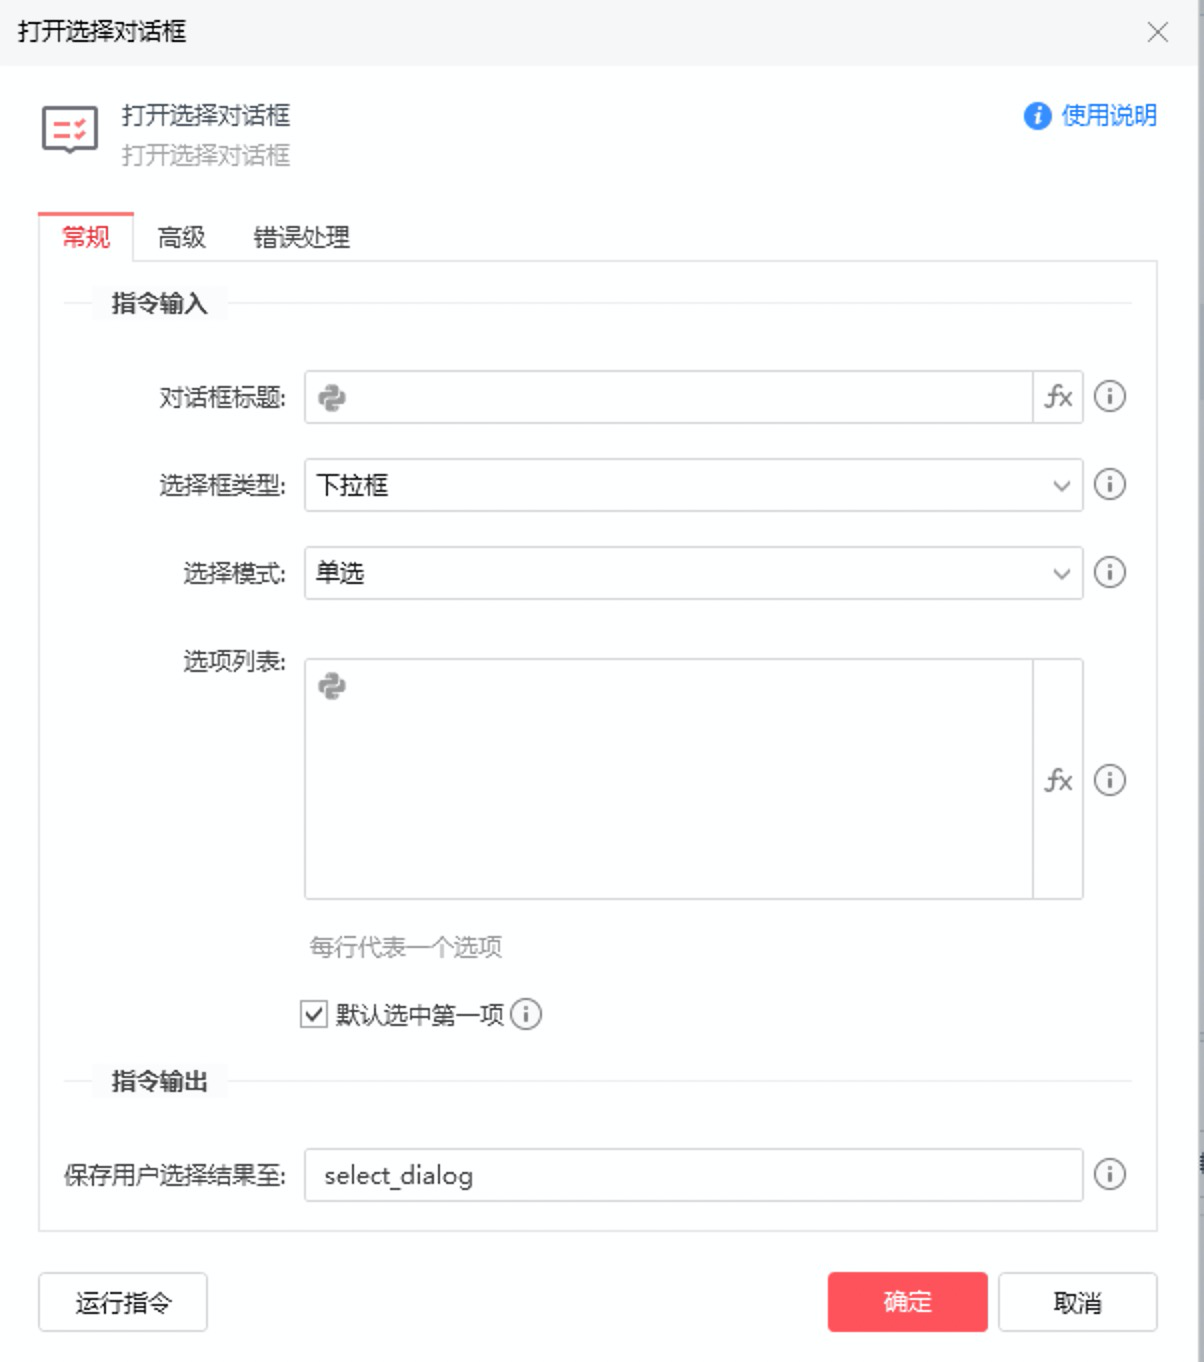 打开选择对话框
打开选择对话框
使用说明
打开选择对话框
常规
高级
错误处理
指令输入
对话框标题:
fx
选择框类型:
下拉框
选择模式:
单选
选项列表:
fx
每行代表一个选项
默认选中第一项
指令输出
保存用户选择结果至:
select_dialog
运行指令
确定
取消